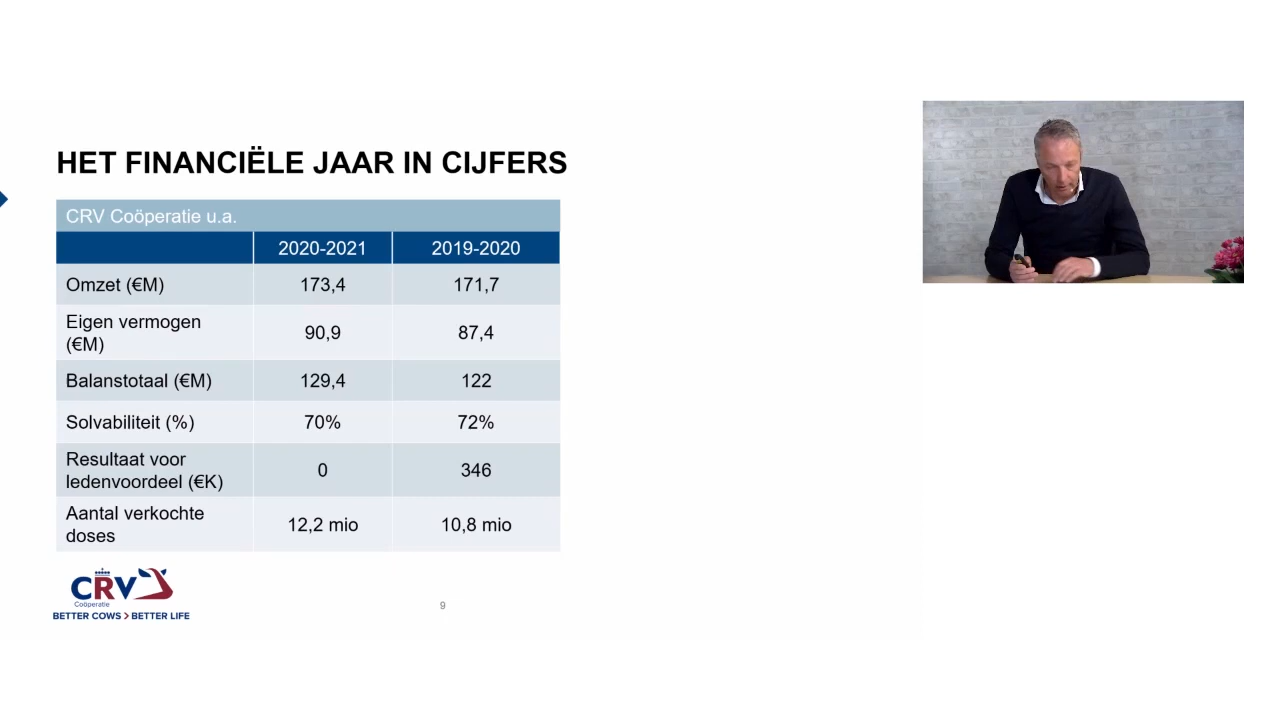 HET FINANCIËLE JAAR IN CIJFERS
CRV Coöperatie u.a.
2020-2021 2019-2020
Omzet (€M) 173,4 171,7
Eigen vermogen
(€M) 90,9 87,4
Balanstotaal (€M) 129,4 122
Solvabiliteit (%) 70% 72%
Resultaat voor
ledenvoordeel (€K) 0 346
Aantal verkochte
doses 12,2 mio 10,8 mio
CRV
Coöperatie
BETTER COWS > BETTER LIFE
9